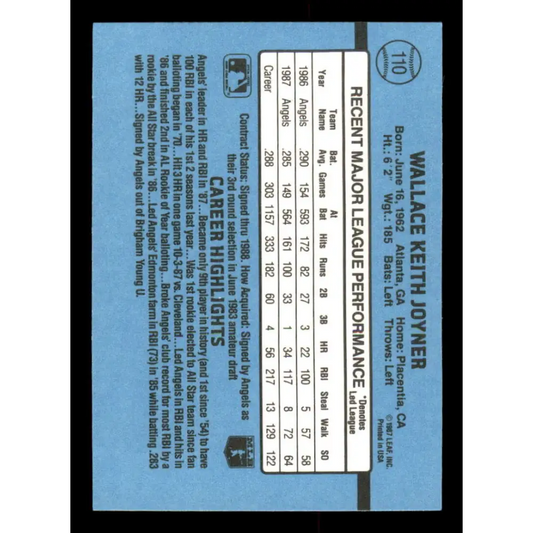 110
WALLACE KEITH JOYNER
Born: June 16, 1962 Atlanta, GA Home: Placentia, CA
Ht.: 6' 2" Wgt.: 185 Bats: Left Throws: Left
©1987 LEAF, INC.
Printed in USA
RECENT MAJOR LEAGUE PERFORMANCE *Denotes Led League
Year Team Name Bat. Avg. Games At Bat Hits Runs 2B 3B HR RBI Steal Walk SO
1986 Angels .290 154 593 172 82 27 3 22 100 5 57 58
1987 Angels .285 149 564 161 100 33 1 34 117 8 72 64
Career .288 303 1157 333 182 60 4 56 217 13 129 122
Contract Status: Signed thru 1988. How Acquired: Signed by Angels as
their 3rd round selection in June 1983 amateur draft
CAREER HIGHLIGHTS
Angels' leader in HR and RBI in '87...Became only 9th player in history (and 1st since '54) to have
100 RBI in each of his 1st 2 seasons last year...Was 1st rookie elected to All Star team since fan
balloting began in '70...Hit 3 HR in one game 10-3-87 vs. Cleveland...Led Angels in RBI and hits in
'86 and finished 2nd in AL Rookie of Year balloting...Broke Angels' club record for most RBI by a
rookie by the All Star break in '86...Led Angels' Edmonton farm in RBI (73) in '85 while batting .283
with 12 HR...Signed by Angels out of Brigham Young U.